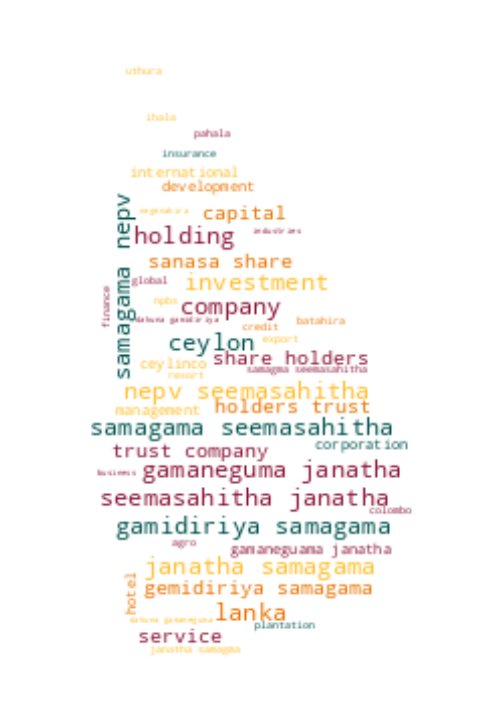 uthura
ihala
pahala
insurance
international
development
vegenahira
capital
samagama nepv
holding
industries
sanasa share
global
investment
finance
npbs
company
dakuna gamidiriya
batahira
credit
ceylon
export
share holders
ceylinco
samagma seemasahitha
resort
nepv seemasahitha
management
holders trust
samagama seemasahitha
corporation
trust company
business
gamaneguma janatha
seemasahitha janatha
colombo
gamidiriya samagama
agro
gamaneguama janatha
janatha samagama
hotel
gemidiriya samagama
lanka
dakuna gamaneguma
plantation
service
janatha samagma